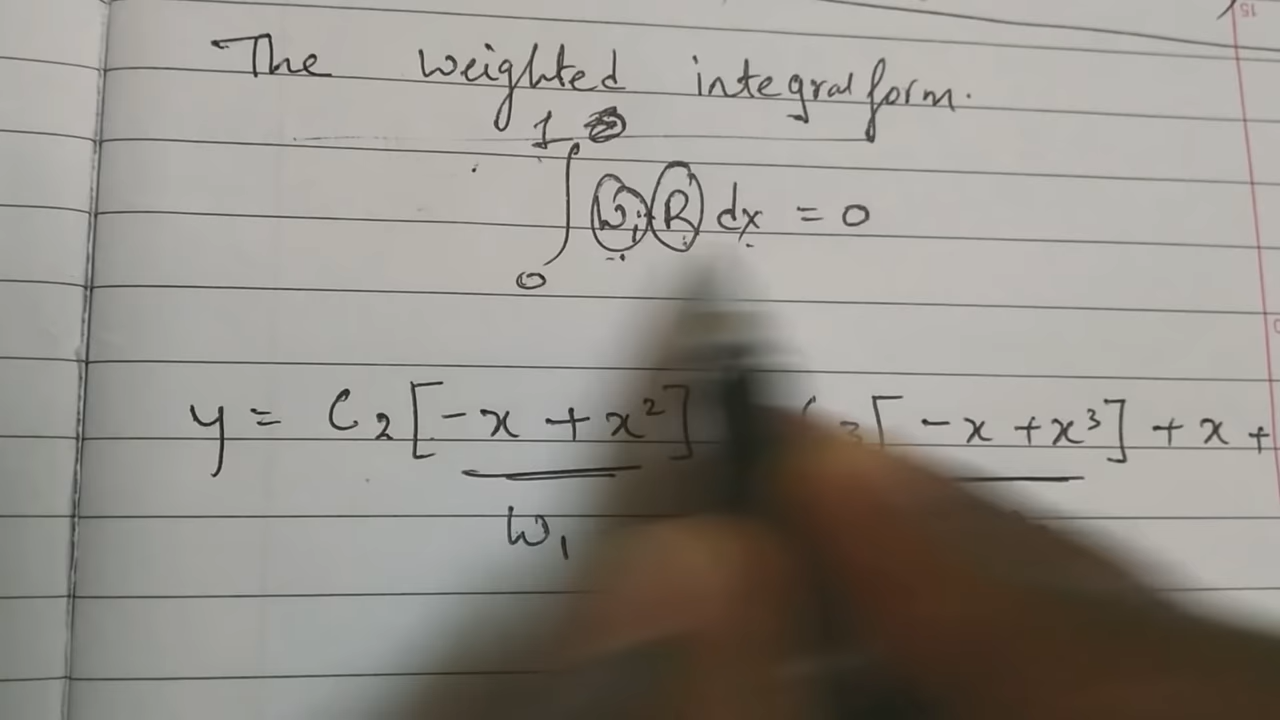 The weighted integral form.
1
∫ Wi R dx = 0
0
y = C2[-x + x²] 3[-x + x³] + x +
W1